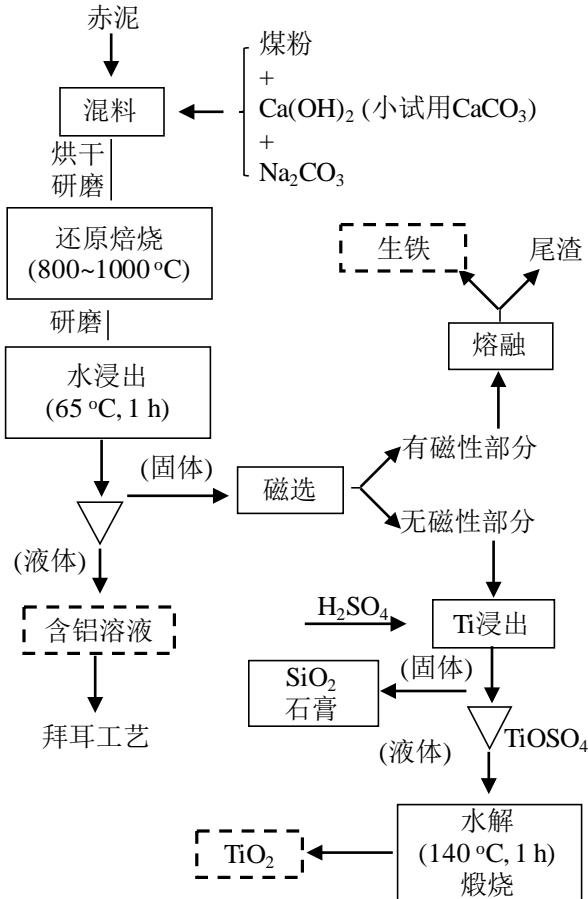 赤泥
煤粉
+
Ca(OH)₂ (小试用CaCO₃)
+
Na₂CO₃
混料
烘干
研磨
还原焙烧
(800~1000 ºC)
生铁
尾渣
研磨
熔融
水浸出
(65 ºC, 1 h)
有磁性部分
(固体)
磁选
无磁性部分
(液体)
含铝溶液
H₂SO₄
Ti浸出
(固体)
SiO₂
石膏
拜耳工艺
TiOSO₄
(液体)
水解
(140 ºC, 1 h)
煅烧
TiO₂